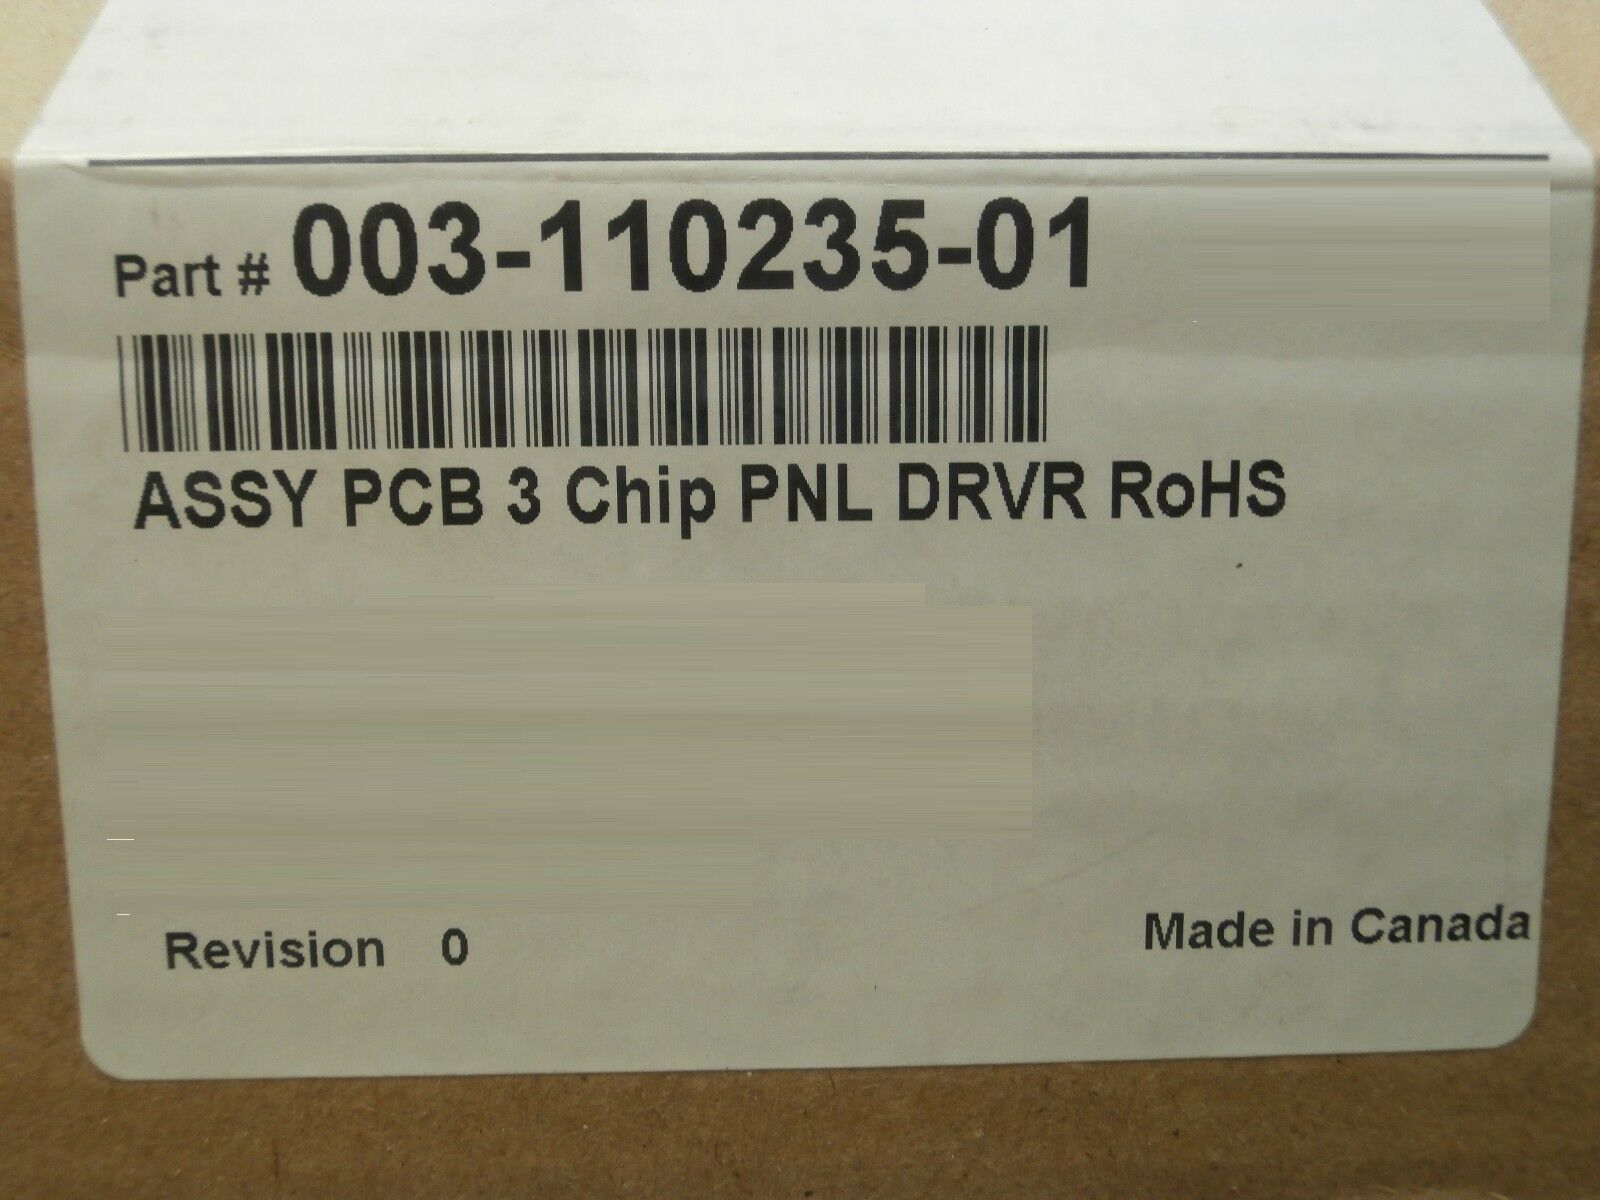 Part # 003-110235-01
ASSY PCB 3 Chip PNL DRVR RoHS
Revision 0
Made in Canada